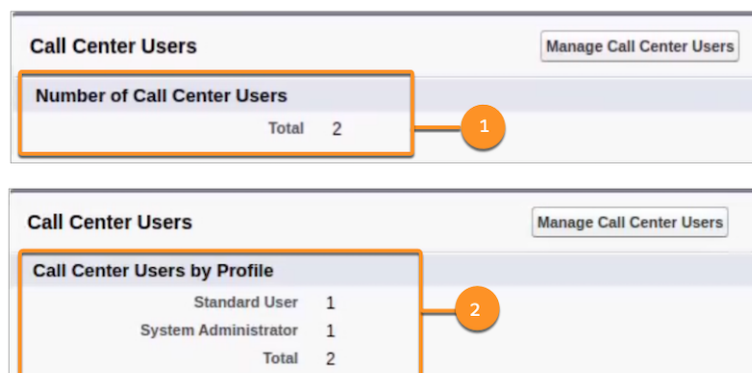 Call Center Users Manage Call Center Users
Number of Call Center Users
Total 2
1
Call Center Users Manage Call Center Users
Call Center Users by Profile
Standard User 1
2
System Administrator 1
Total 2